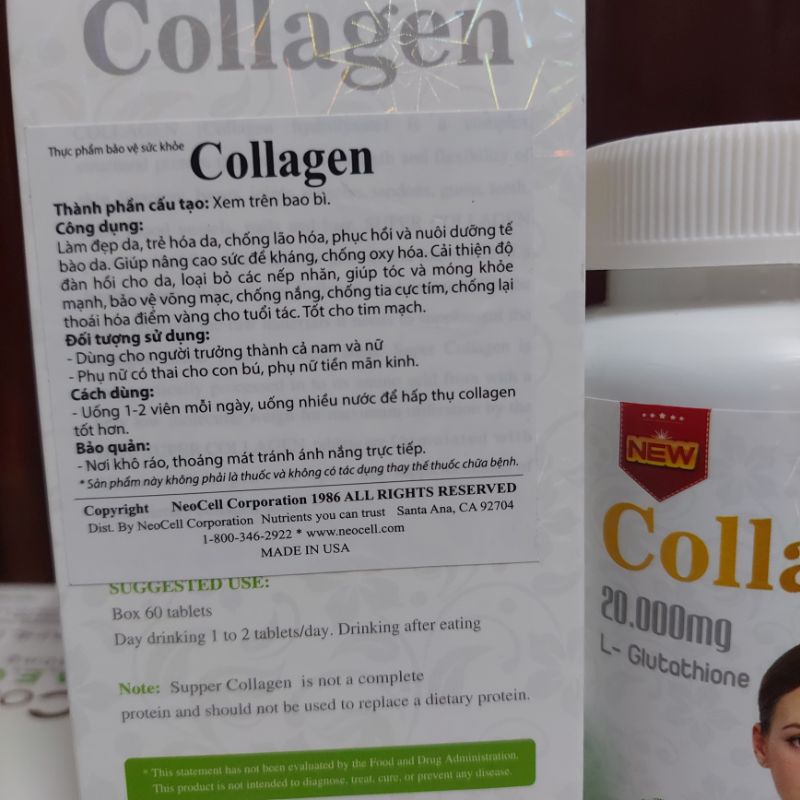 Collagen
Thực phẩm bảo vệ sức khỏe Collagen
Thành phần cấu tạo: Xem trên bao bì.
Công dụng:
Làm đẹp da, trẻ hóa da, chống lão hóa, phục hồi và nuôi dưỡng tế
bào da. Giúp nâng cao sức đề kháng, chống oxy hóa. Cải thiện độ
đàn hồi cho da, loại bỏ các nếp nhăn, giúp tóc và móng khỏe
mạnh, bảo vệ võng mạc, chống nắng, chống tia cực tím, chống lại
thoái hóa điểm vàng cho tuổi tác. Tốt cho tim mạch.
Đối tượng sử dụng:
- Dùng cho người trưởng thành cả nam và nữ
- Phụ nữ có thai cho con bú, phụ nữ tiền mãn kinh.
Cách dùng:
- Uống 1-2 viên mỗi ngày, uống nhiều nước để hấp thụ collagen
tốt hơn.
Bảo quản:
- Nơi khô ráo, thoáng mát tránh ánh nắng trực tiếp.
* Sản phẩm này không phải là thuốc và không có tác dụng thay thế thuốc chữa bệnh.
Copyright NeoCell Corporation 1986 ALL RIGHTS RESERVED
Dist. By NeoCell Corporation Nutrients you can trust Santa Ana, CA 92704
1-800-346-2922 * www.neocell.com
MADE IN USA
SUGGESTED USE:
Box 60 tablets
Day drinking 1 to 2 tablets/day. Drinking after eating
Note: Supper Collagen is not a complete
protein and should not be used to replace a dietary protein.
* This statement has not been evaluated by the Food and Drug Administration.
This product is not intended to diagnose, treat, cure, or prevent any disease.
NEW
Colla
20.000mg
L- Glutathione